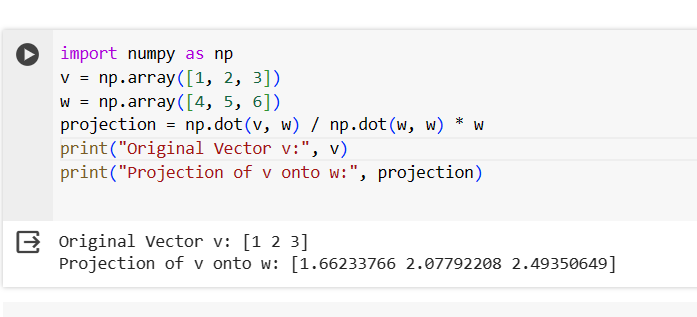 import numpy as np
v = np.array([1, 2, 3])
w = np.array([4, 5, 6])
projection = np.dot(v, w) / np.dot(w, w) * w
print("Original Vector v:", v)
print("Projection of v onto w:", projection)
Original Vector v: [1 2 3]
Projection of v onto w: [1.66233766 2.07792208 2.49350649]